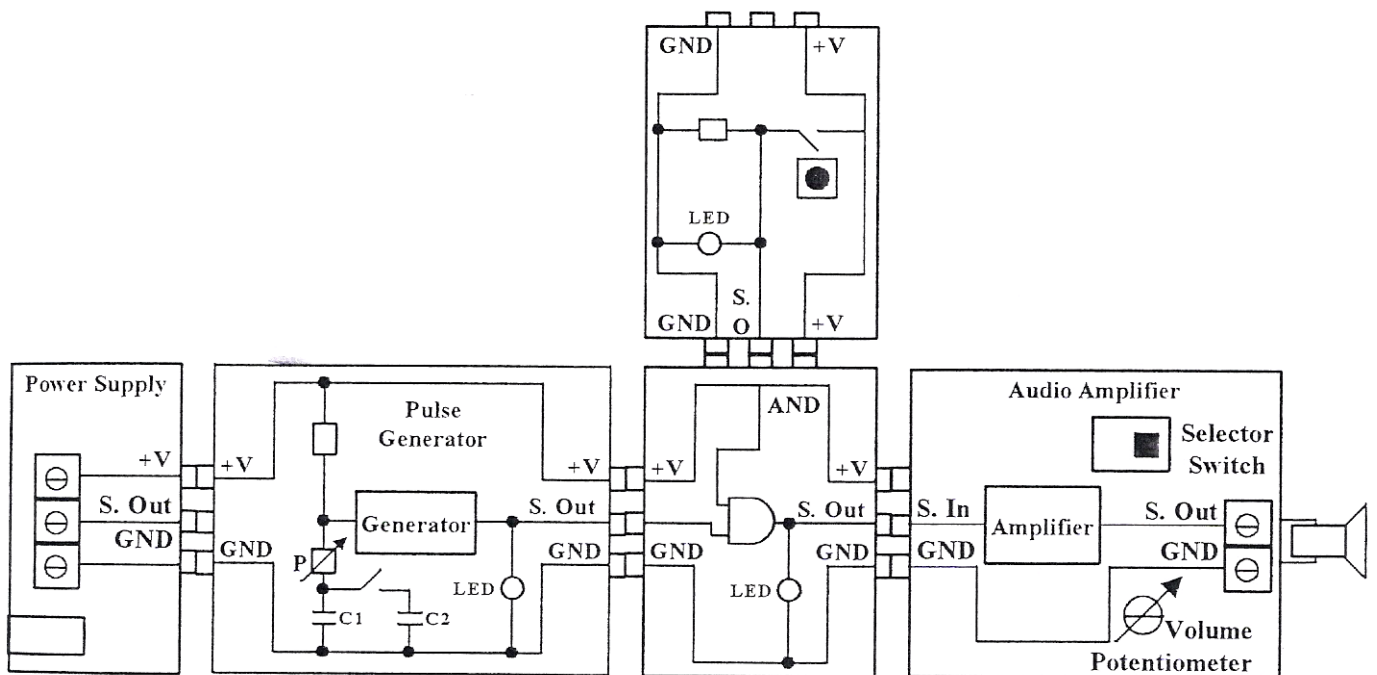 GND
+V
LED
GND
S.
O
+V
Power Supply
+V
S. Out
GND
+V
GND
Pulse
Generator
Generator
P
C1
C2
LED
+V
S. Out
GND
+V
GND
AND
LED
+V
S. Out
GND
Audio Amplifier
Selector
Switch
S. In
GND
Amplifier
S. Out
GND
Volume
Potentiometer